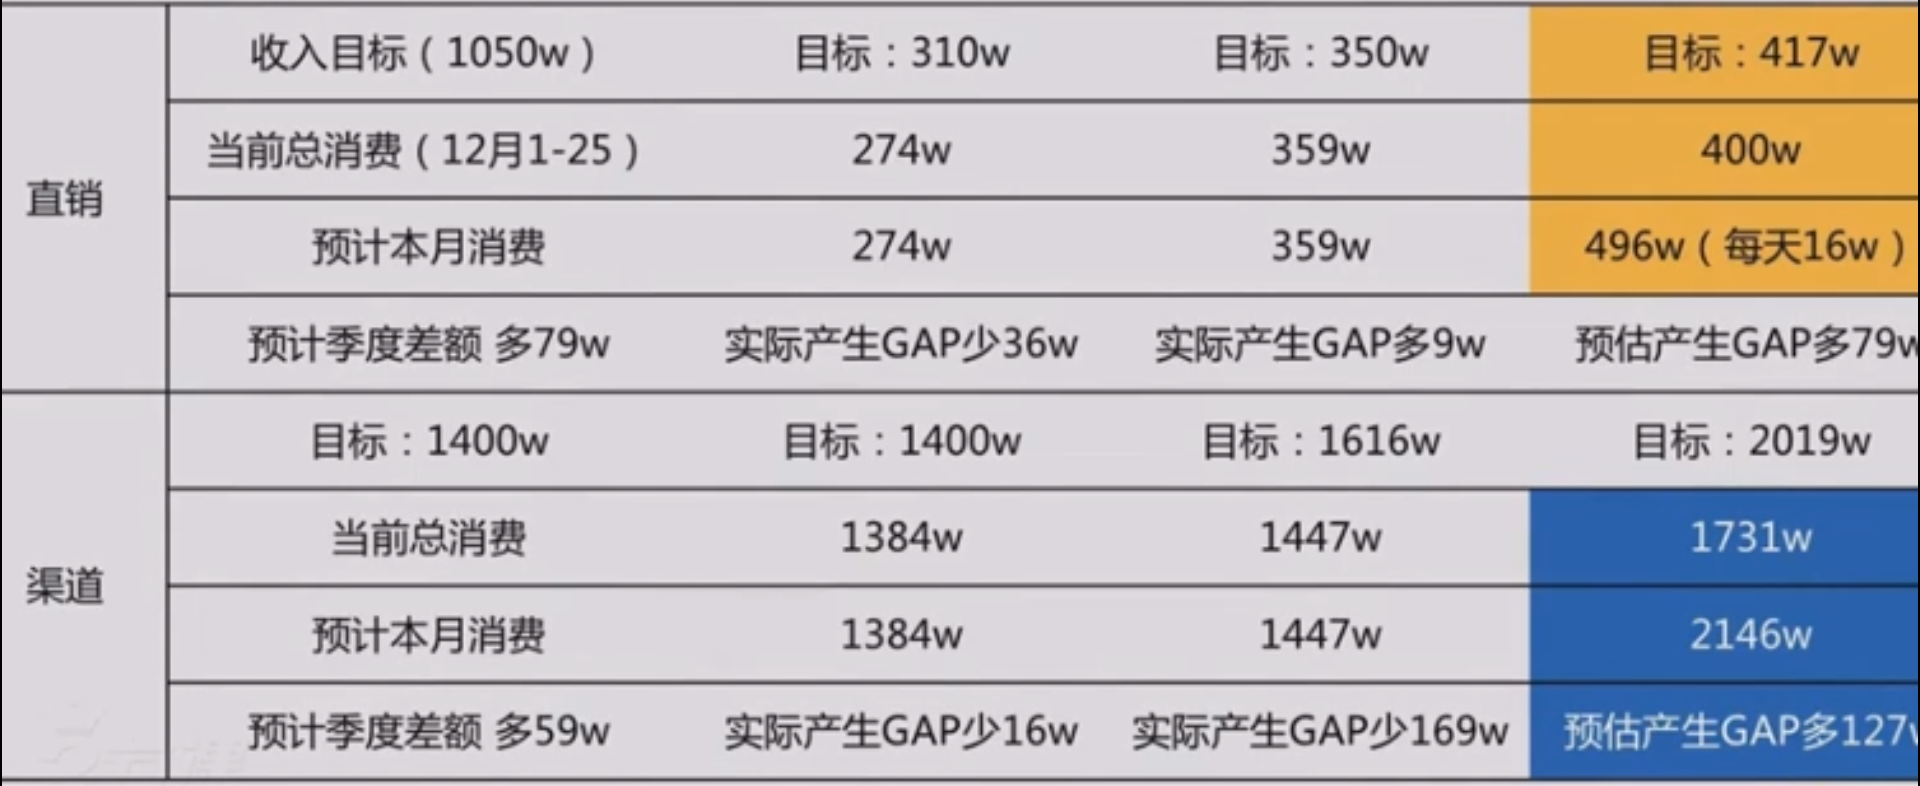 收入目标（1050w） 目标：310w 目标：350w 目标：417w
当前总消费（12月1-25） 274w 359w 400w
直销
预计本月消费 274w 359w 496w（每天16w）
预计季度差额 多79w 实际产生GAP少36w 实际产生GAP多9w 预估产生GAP多79w
目标：1400w 目标：1400w 目标：1616w 目标：2019w
当前总消费 1384w 1447w 1731w
渠道
预计本月消费 1384w 1447w 2146w
预计季度差额 多59w 实际产生GAP少16w 实际产生GAP少169w 预估产生GAP多127w